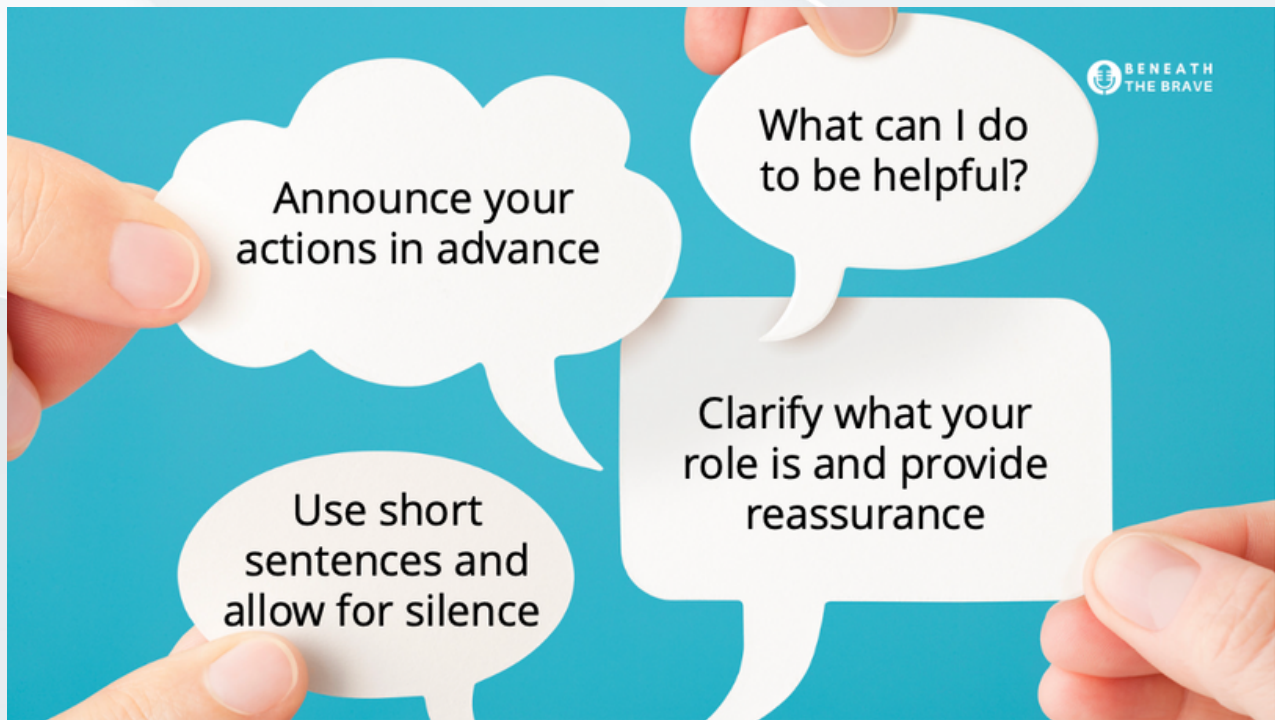 Announce your
actions in advance
What can I do
to be helpful?
BENEATH
THE BRAVE
Clarify what your
role is and provide
reassurance
Use short
sentences and
allow for silence